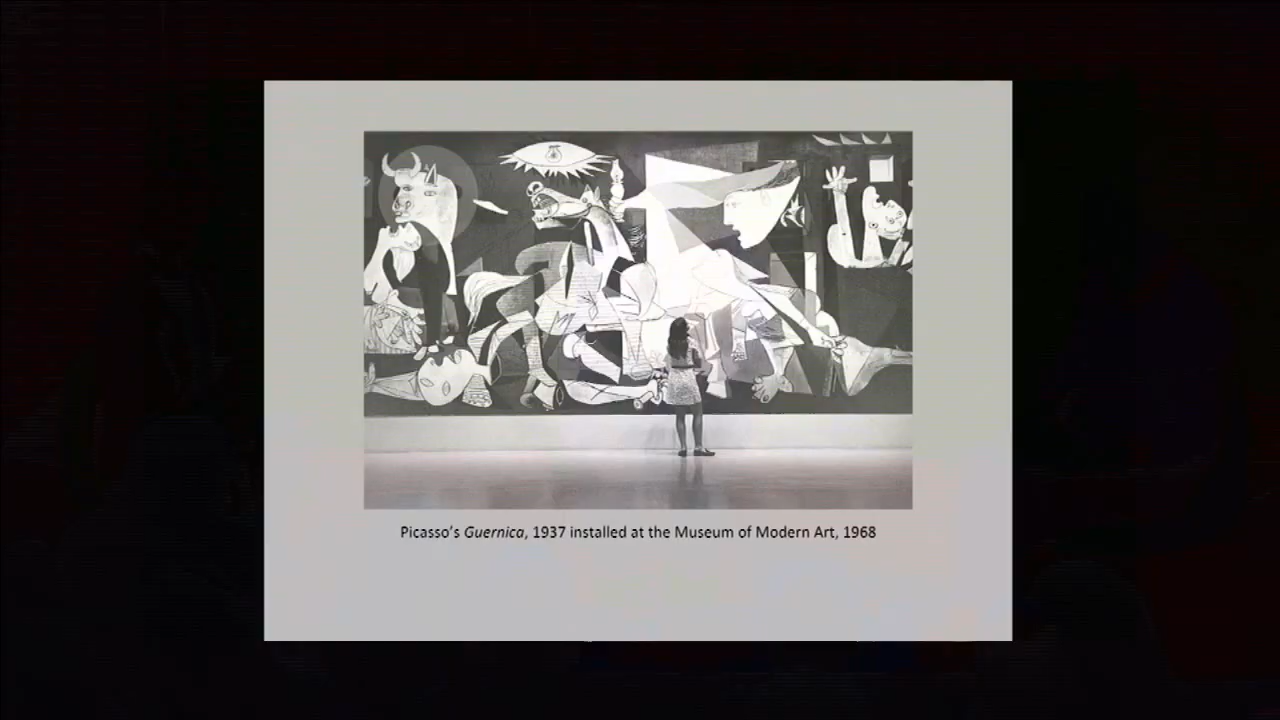 Picasso's Guernica, 1937 installed at the Museum of Modern Art, 1968